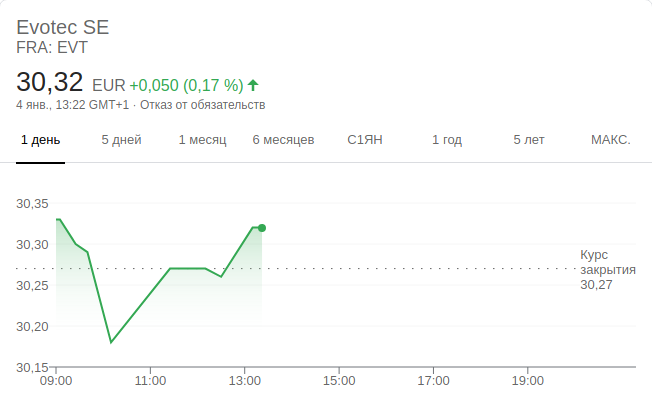 Evotec SE
FRA: EVT
30,32 EUR +0,050 (0,17 %)
4 янв., 13:22 GMT+1 · Отказ от обязательств
1 день 5 дней 1 месяц 6 месяцев С1ЯН 1 год 5 лет МАКС.
30,35
30,30
Курс
закрытия
30,27
30,25
30,20
30,15
09:00 11:00 13:00 15:00 17:00 19:00